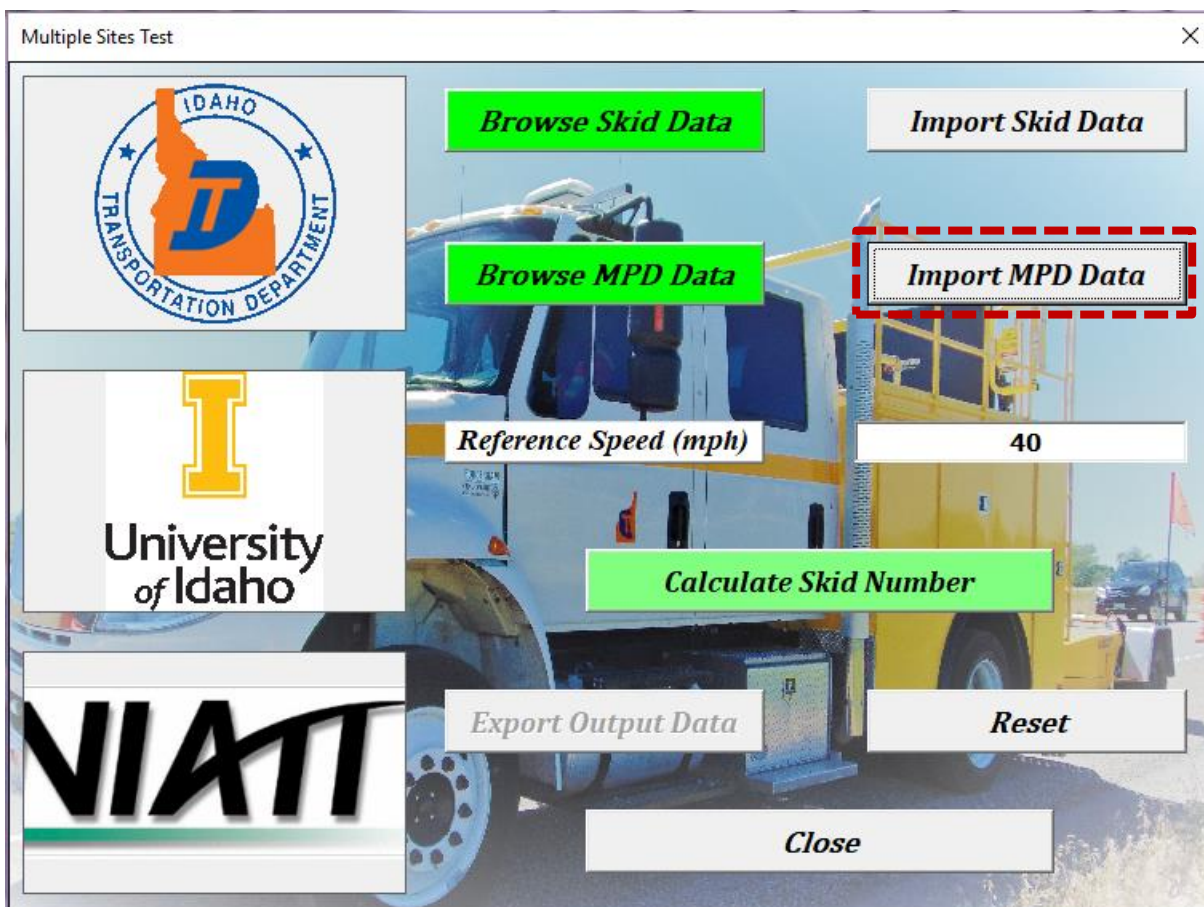 Multiple Sites Test
IDAHO
TRANSPORTATION DEPARTMENT
DT
Browse Skid Data
Import Skid Data
Browse MPD Data
Import MPD Data
I
University
of Idaho
Reference Speed (mph)
40
Calculate Skid Number
NIATT
Export Output Data
Reset
Close